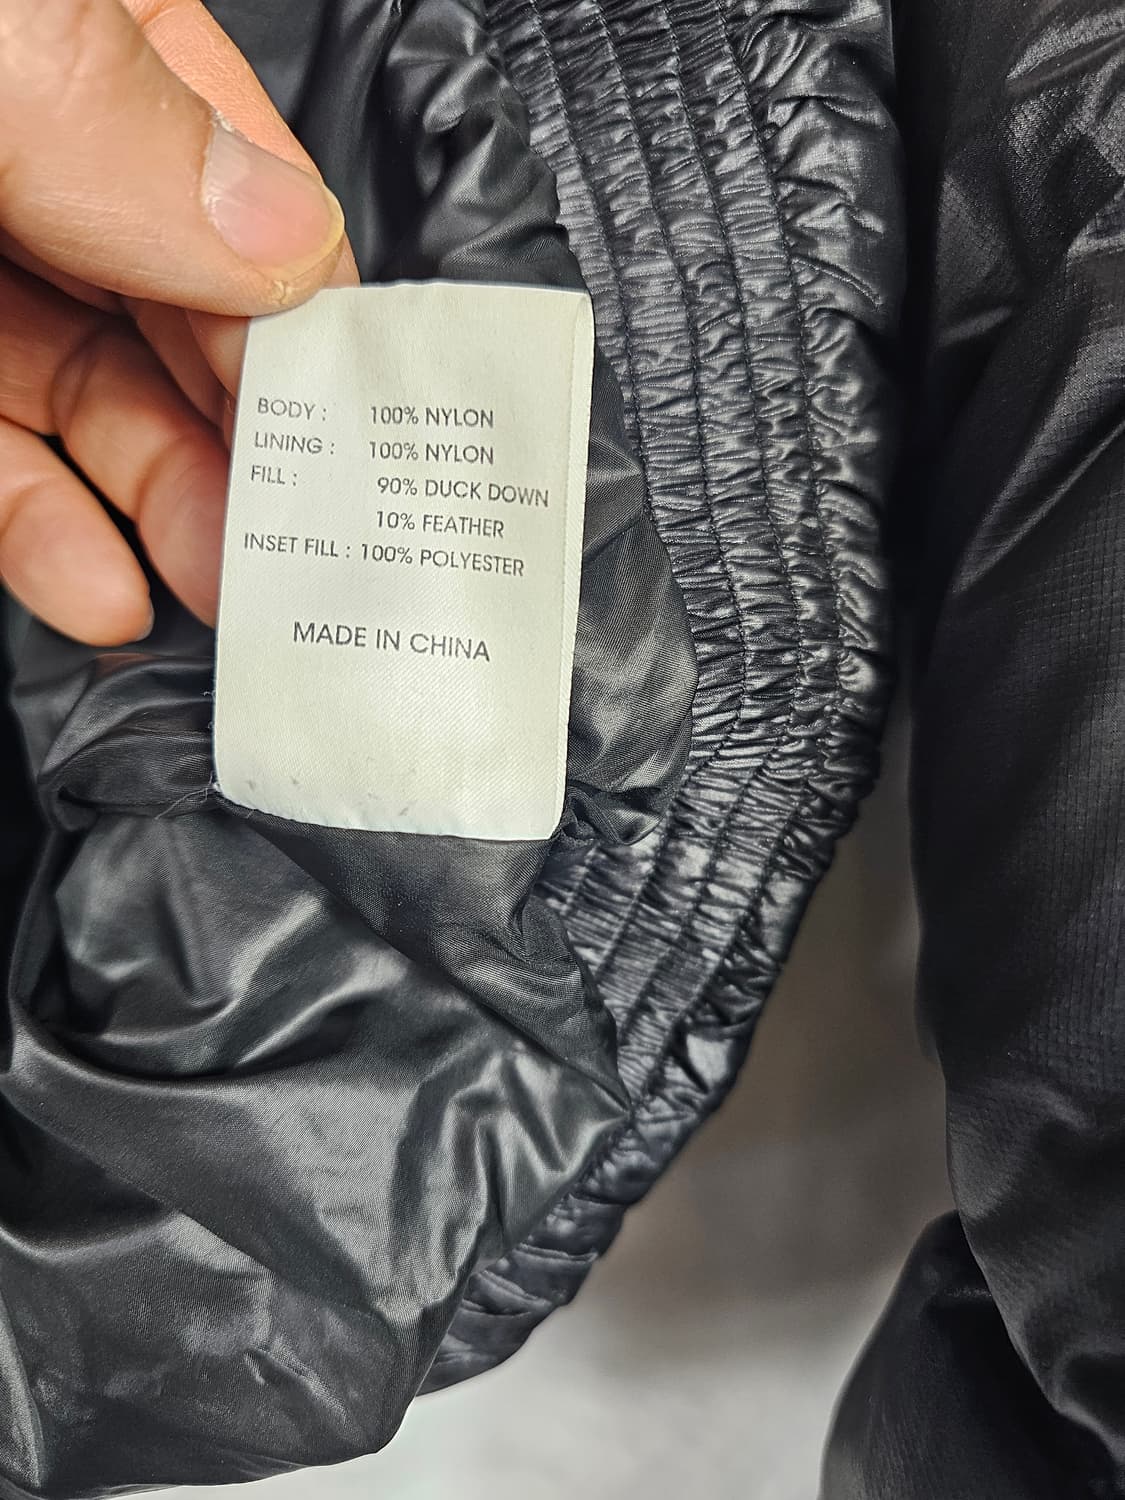 BODY : 100% NYLON
LINING : 100% NYLON
FILL :
90% DUCK DOWN
10% FEATHER
INSET FILL : 100% POLYESTER
MADE IN CHINA